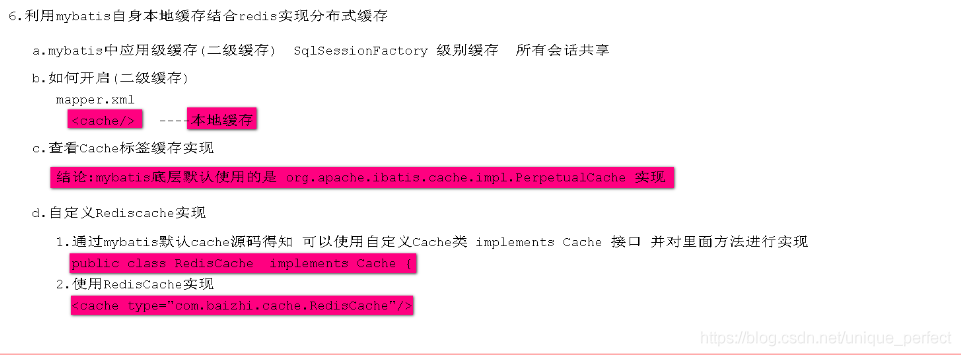 6.利用mybatis自身本地缓存结合redis实现分布式缓存
a.mybatis中应用级缓存(二级缓存) SqlSessionFactory 级别缓存 所有会话共享
b.如何开启(二级缓存)
mapper.xml
<cache/> ----本地缓存
c.查看Cache标签缓存实现
结论:mybatis底层默认使用的是 org.apache.ibatis.cache.impl.PerpetualCache 实现
d.自定义Rediscache实现
1.通过mybatis默认cache源码得知 可以使用自定义Cache类 implements Cache 接口 并对里面方法进行实现
public class RedisCache implements Cache {
2.使用RedisCache实现
<cache type="com.baizhi.cache.RedisCache"/>
https://blog.csdn.net/unique_perfect